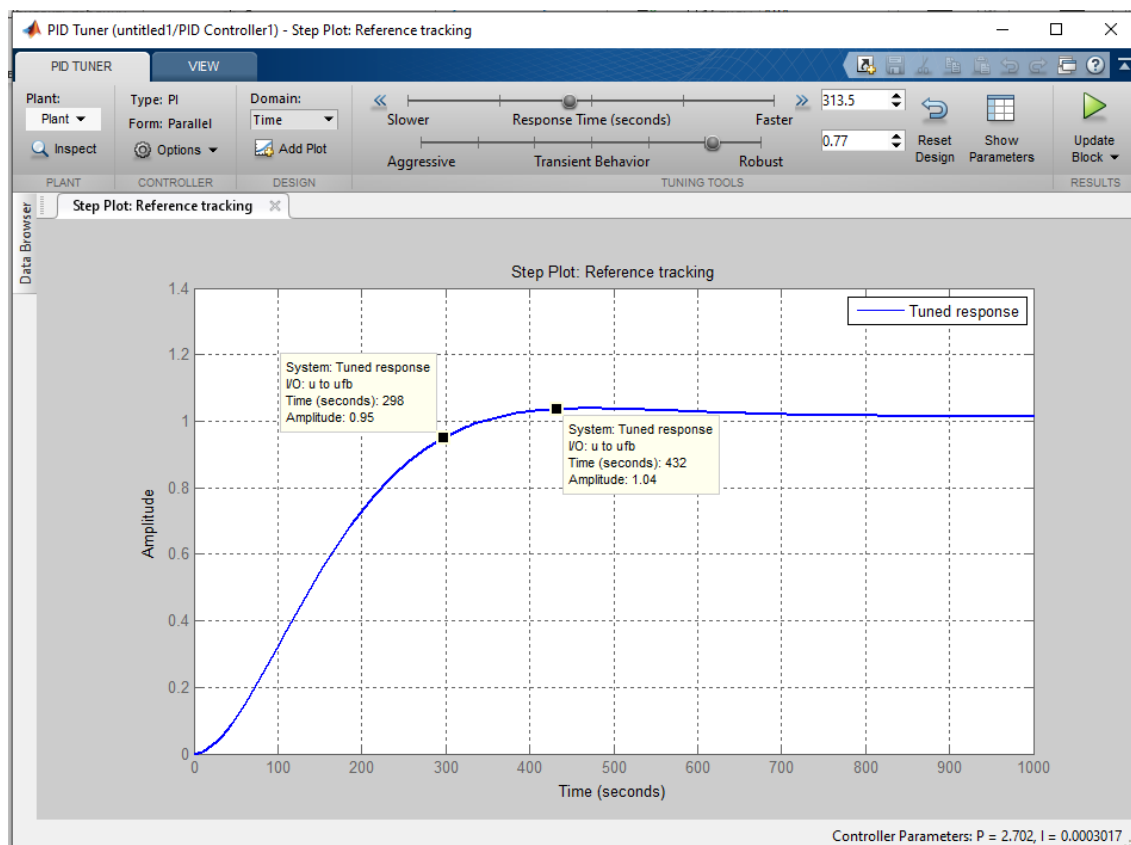 PID Tuner (untitled1/PID Controller1) - Step Plot: Reference tracking
PID TUNER
VIEW
Plant:
Plant
Inspect
PLANT
Type: PI
Form: Parallel
Options
CONTROLLER
Domain:
Time
Add Plot
DESIGN
Slower
Response Time (seconds)
Faster
313.5
Aggressive
Transient Behavior
Robust
0.77
Reset
Design
Show
Parameters
TUNING TOOLS
Update
Block
RESULTS
Data Browser
Step Plot: Reference tracking
Step Plot: Reference tracking
Tuned response
System: Tuned response
I/O: u to ufb
Time (seconds): 298
Amplitude: 0.95
System: Tuned response
I/O: u to ufb
Time (seconds): 432
Amplitude: 1.04
Amplitude
1.4
1.2
1
0.8
0.6
0.4
0.2
0
0 100 200 300 400 500 600 700 800 900 1000
Time (seconds)
Controller Parameters: P = 2.702, I = 0.0003017